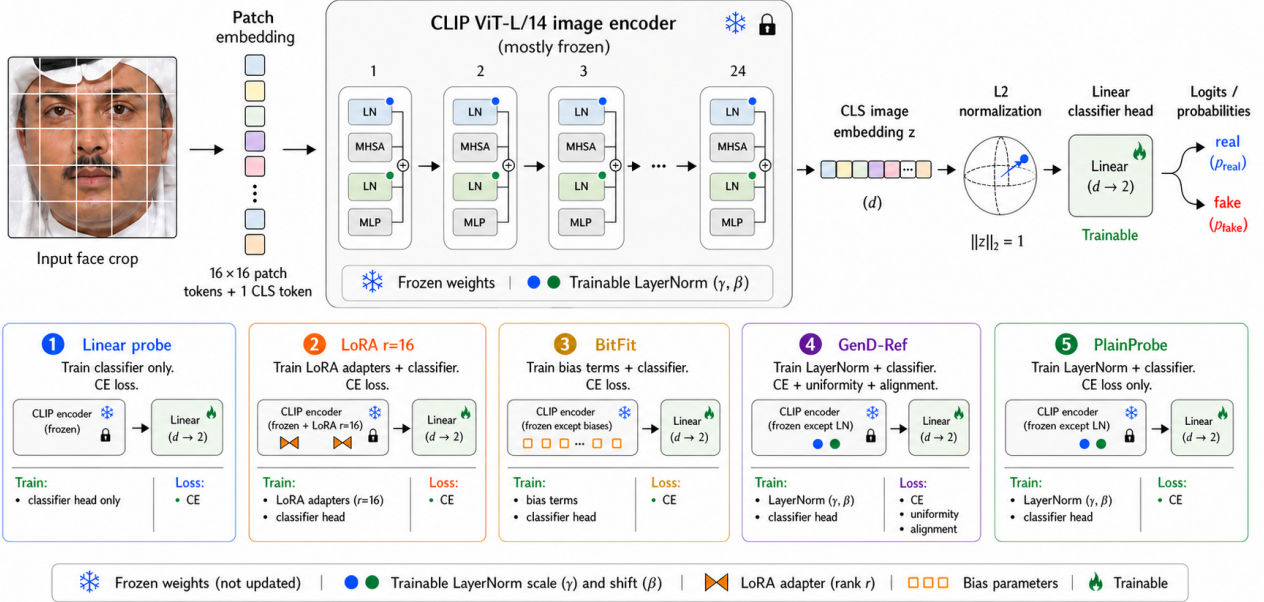 Patch
embedding
CLIP ViT-L/14 image encoder
(mostly frozen)
1
2
3
24
LN
MHSA
LN
MLP
LN
MHSA
LN
MLP
LN
MHSA
LN
MLP
...
LN
MHSA
LN
MLP
Frozen weights | Trainable LayerNorm (γ, β)
Input face crop
16 × 16 patch
tokens + 1 CLS token
CLS image
embedding z
...
(d)
L2
normalization
||z||₂ = 1
Linear
classifier head
Linear
(d → 2)
Trainable
Logits /
probabilities
real
(p_real)
fake
(p_fake)
1 Linear probe
Train classifier only.
CE loss.
CLIP encoder
(frozen)
Linear
(d → 2)
Train:
• classifier head only
Loss:
• CE
2 LoRA r=16
Train LoRA adapters + classifier.
CE loss.
CLIP encoder
(frozen + LoRA r=16)
Linear
(d → 2)
Train:
• LoRA adapters (r=16)
• classifier head
Loss:
• CE
3 BitFit
Train bias terms + classifier.
CE loss.
CLIP encoder
(frozen except biases)
...
Linear
(d → 2)
Train:
• bias terms
• classifier head
Loss:
• CE
4 GenD-Ref
Train LayerNorm + classifier.
CE + uniformity + alignment.
CLIP encoder
(frozen except LN)
Linear
(d → 2)
Train:
• LayerNorm (γ, β)
• classifier head
Loss:
• CE
• uniformity
• alignment
5 PlainProbe
Train LayerNorm + classifier.
CE loss only.
CLIP encoder
(frozen except LN)
Linear
(d → 2)
Train:
• LayerNorm (γ, β)
• classifier head
Loss:
• CE
Frozen weights (not updated) | Trainable LayerNorm scale (γ) and shift (β) | LoRA adapter (rank r) | Bias parameters | Trainable